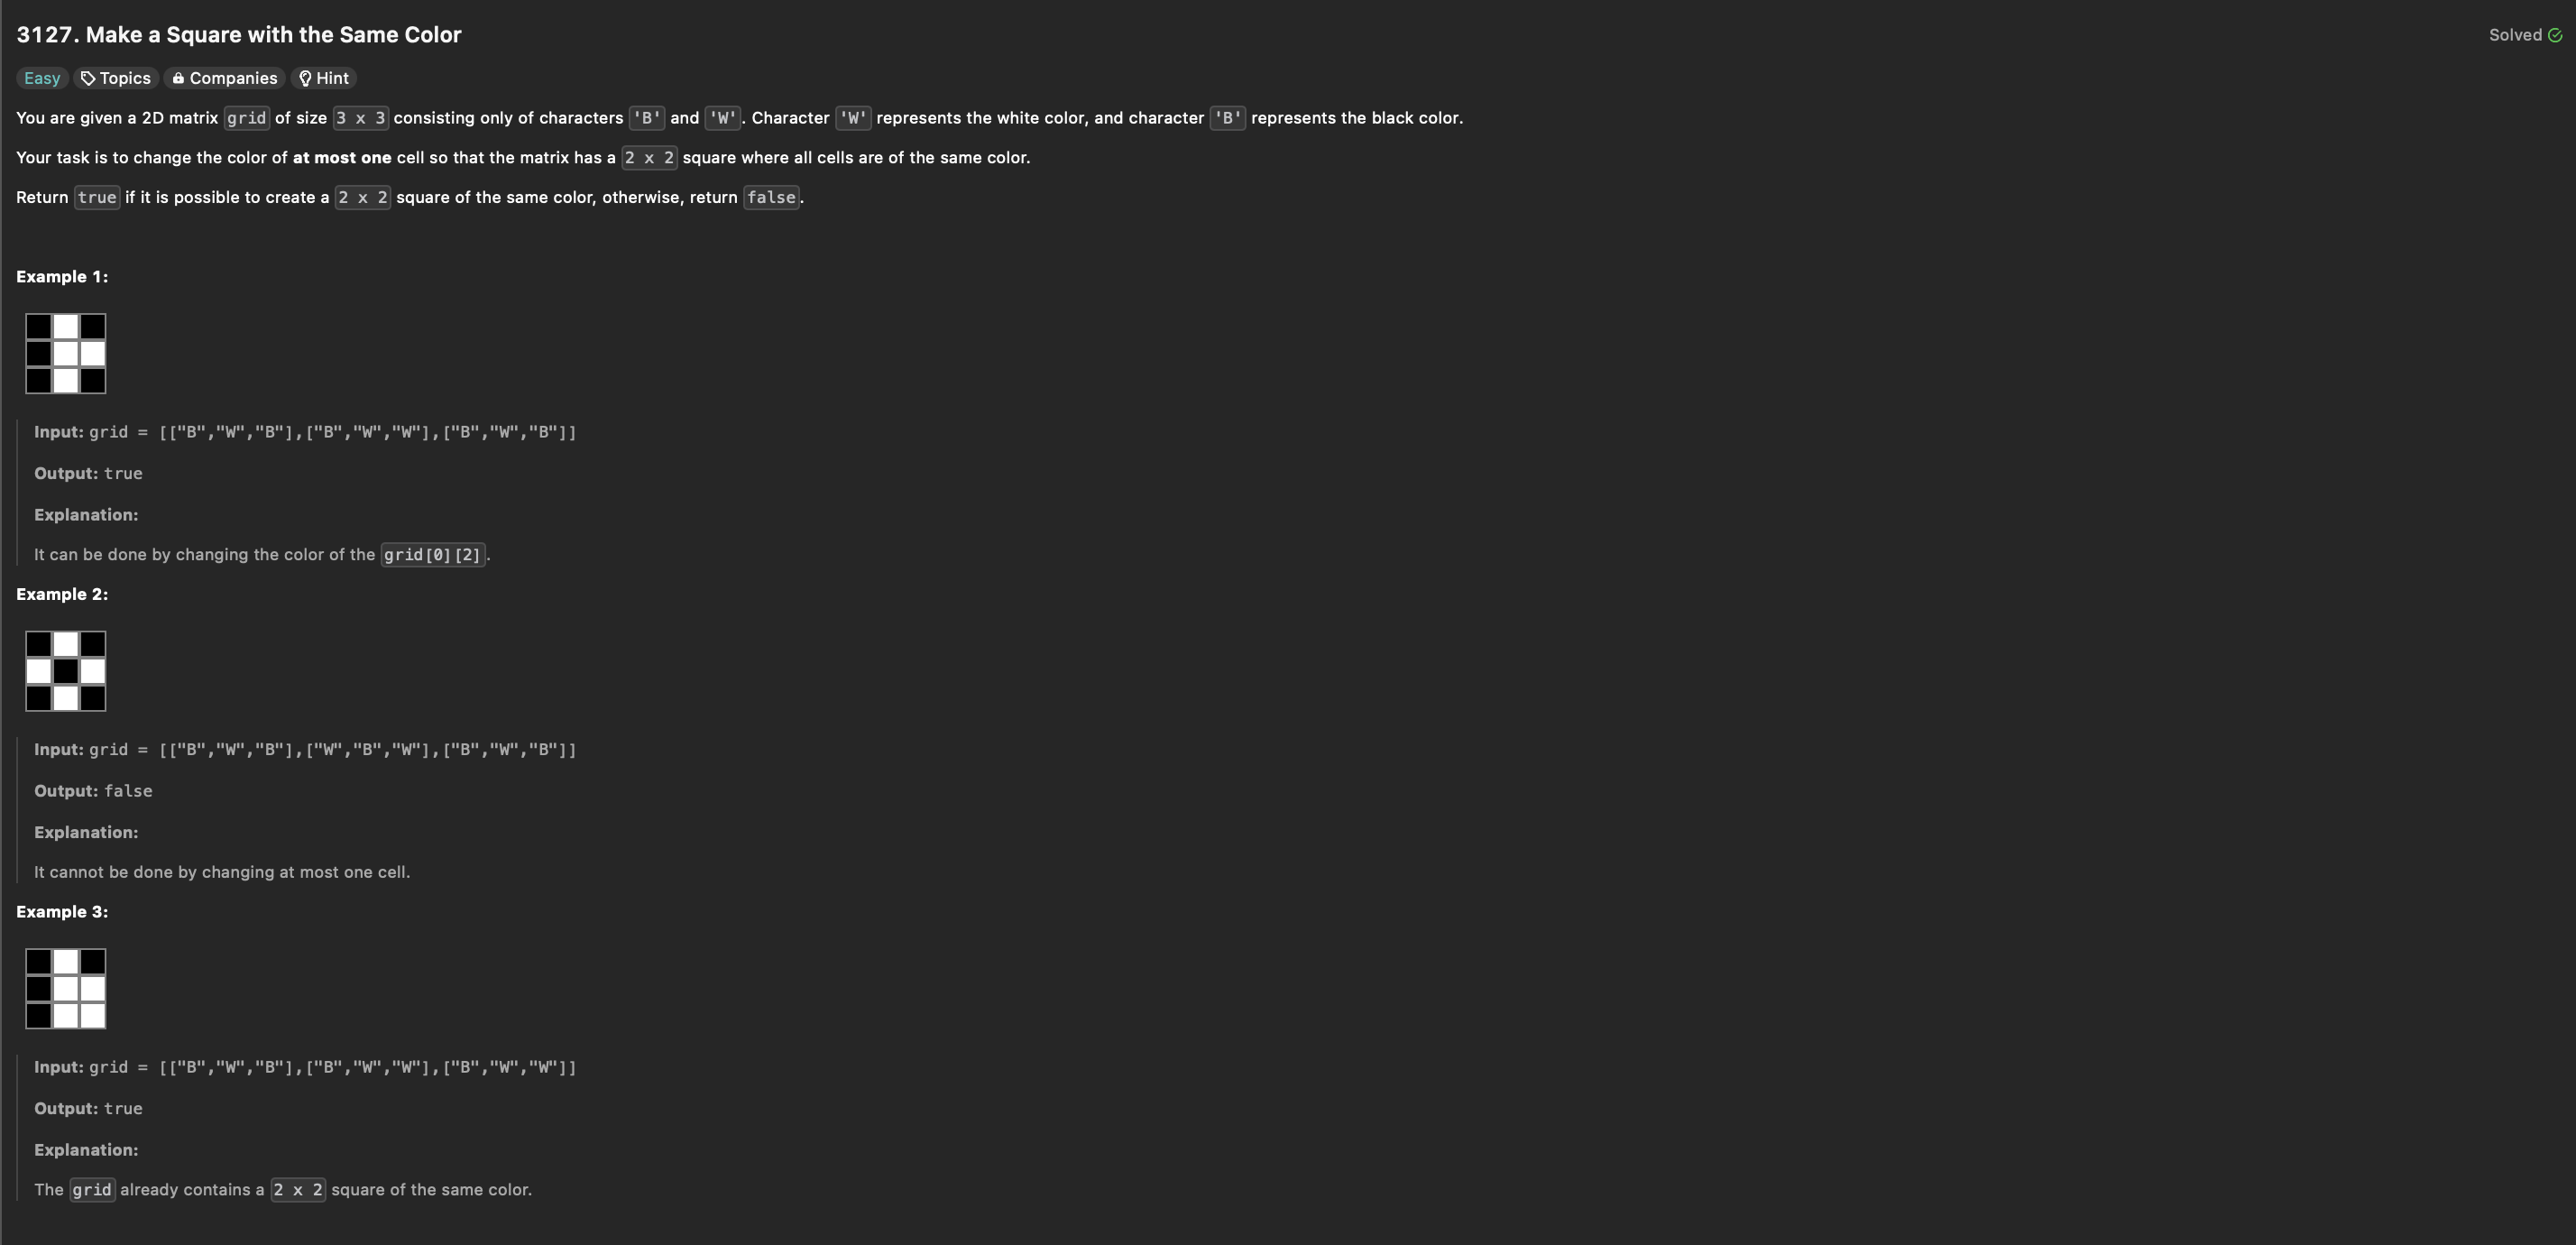 3127. Make a Square with the Same Color
Solved
Easy Topics Companies Hint
You are given a 2D matrix grid of size 3 x 3 consisting only of characters 'B' and 'W'. Character 'W' represents the white color, and character 'B' represents the black color.
Your task is to change the color of at most one cell so that the matrix has a 2 x 2 square where all cells are of the same color.
Return true if it is possible to create a 2 x 2 square of the same color, otherwise, return false.
Example 1:
Input: grid = [["B","W","B"],["B","W","W"],["B","W","B"]]
Output: true
Explanation:
It can be done by changing the color of the grid[0][2].
Example 2:
Input: grid = [["B","W","B"],["W","B","W"],["B","W","B"]]
Output: false
Explanation:
It cannot be done by changing at most one cell.
Example 3:
Input: grid = [["B","W","B"],["B","W","W"],["B","W","W"]]
Output: true
Explanation:
The grid already contains a 2 x 2 square of the same color.